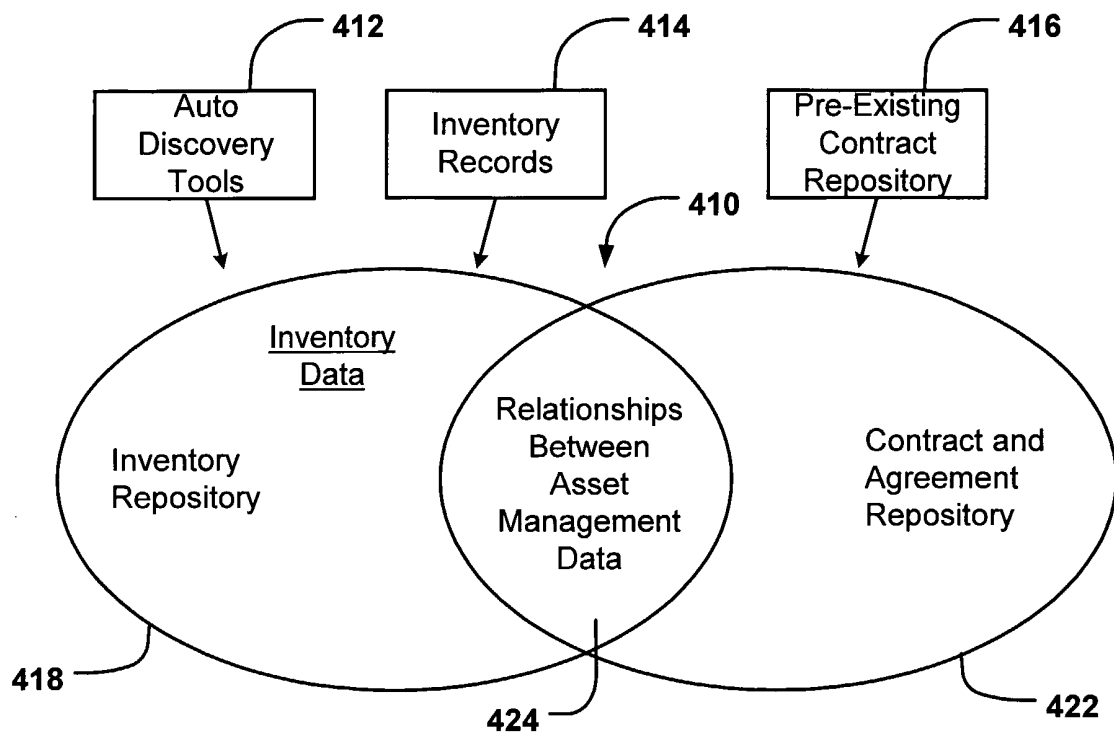 412
414
416
Auto
Discovery
Tools
Inventory
Records
Pre-Existing
Contract
Repository
410
Inventory
Data
Inventory
Repository
Relationships
Between
Asset
Management
Data
Contract and
Agreement
Repository
418
424
422